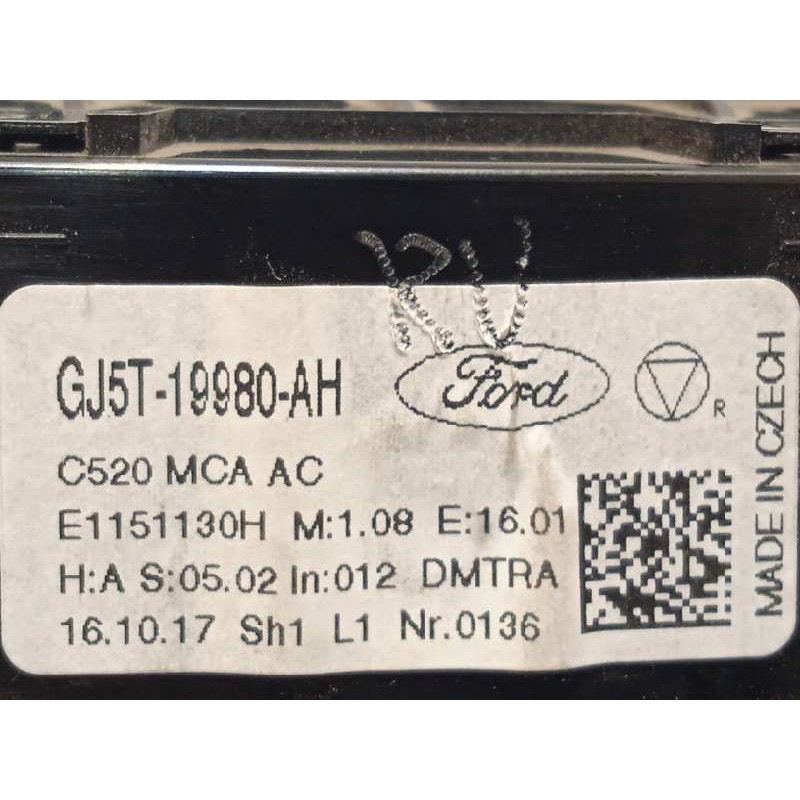 RU
GJ5T-19980-AH
Ford
R
C520 MCA AC
E1151130H M:1.08 E:16.01
H:A S:05.02 In:012 DMTRA
16.10.17 Sh1 L1 Nr.0136
MADE IN CZECH